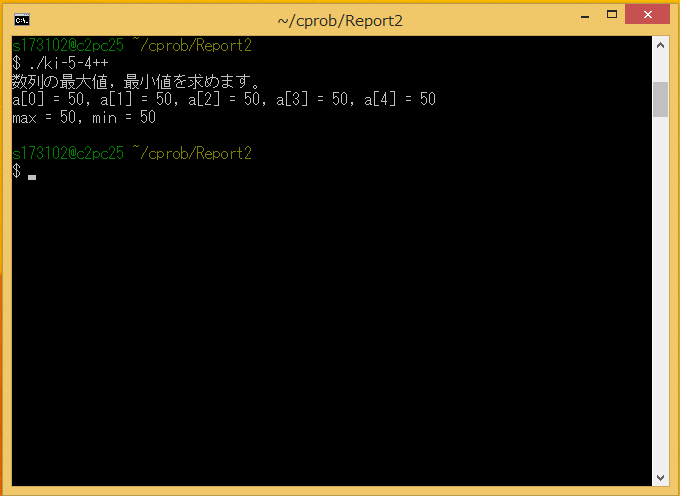 ~/cprob/Report2
s173102@c2pc25 ~/cprob/Report2
$ ./ki-5-4++
数列の最大値，最小値を求めます。
a[0] = 50, a[1] = 50, a[2] = 50, a[3] = 50, a[4] = 50
max = 50, min = 50
s173102@c2pc25 ~/cprob/Report2
$